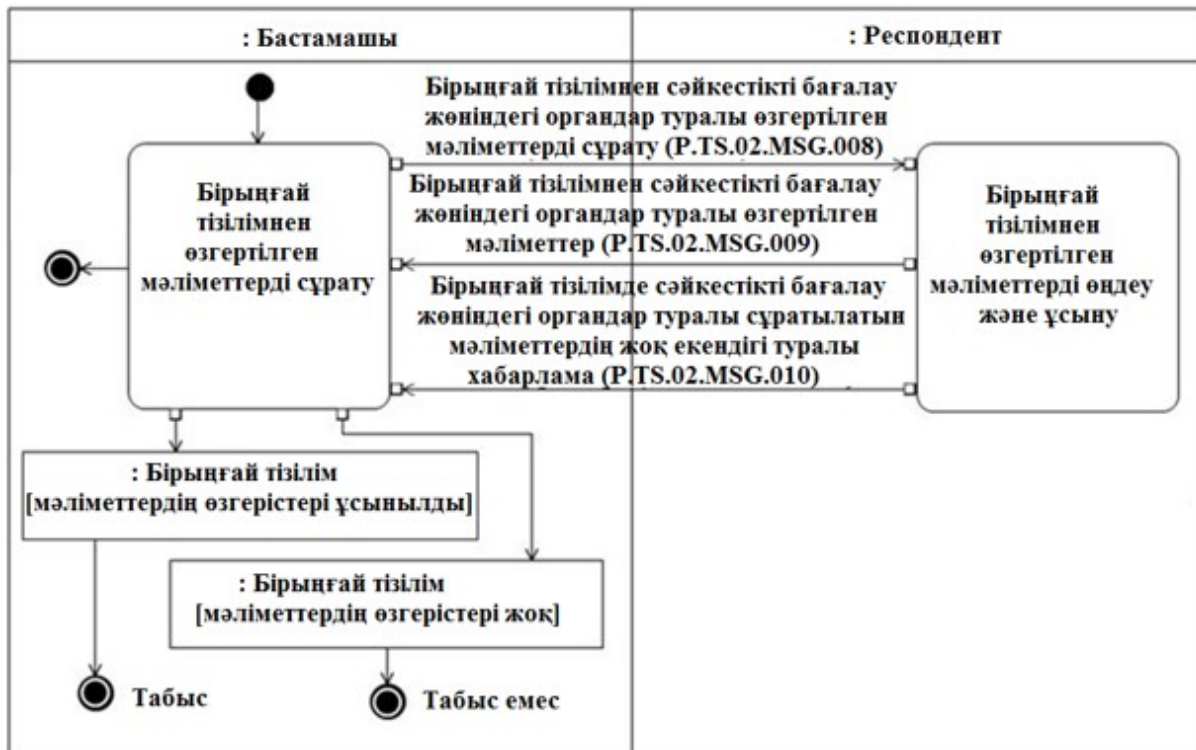 : Бастамашы
: Респондент
Бірыңғай тізілімнен сәйкестікті бағалау
жөніндегі органдар туралы өзгертілген
мәліметтерді сұрату (P.TS.02.MSG.008)
Бірыңғай
тізілімнен
өзгертілген
мәліметтерді сұрату
Бірыңғай тізілімнен сәйкестікті бағалау
жөніндегі органдар туралы өзгертілген
мәліметтер (P.TS.02.MSG.009)
Бірыңғай тізілімде сәйкестікті бағалау
жөніндегі органдар туралы сұратылатын
мәліметтердің жоқ екендігі туралы
хабарлама (P.TS.02.MSG.010)
Бірыңғай
тізілімнен
өзгертілген
мәліметтерді өңдеу
және ұсыну
: Бірыңғай тізілім
[мәліметтердің өзгерістері ұсынылды]
: Бірыңғай тізілім
[мәліметтердің өзгерістері жоқ]
Табыс
Табыс емес